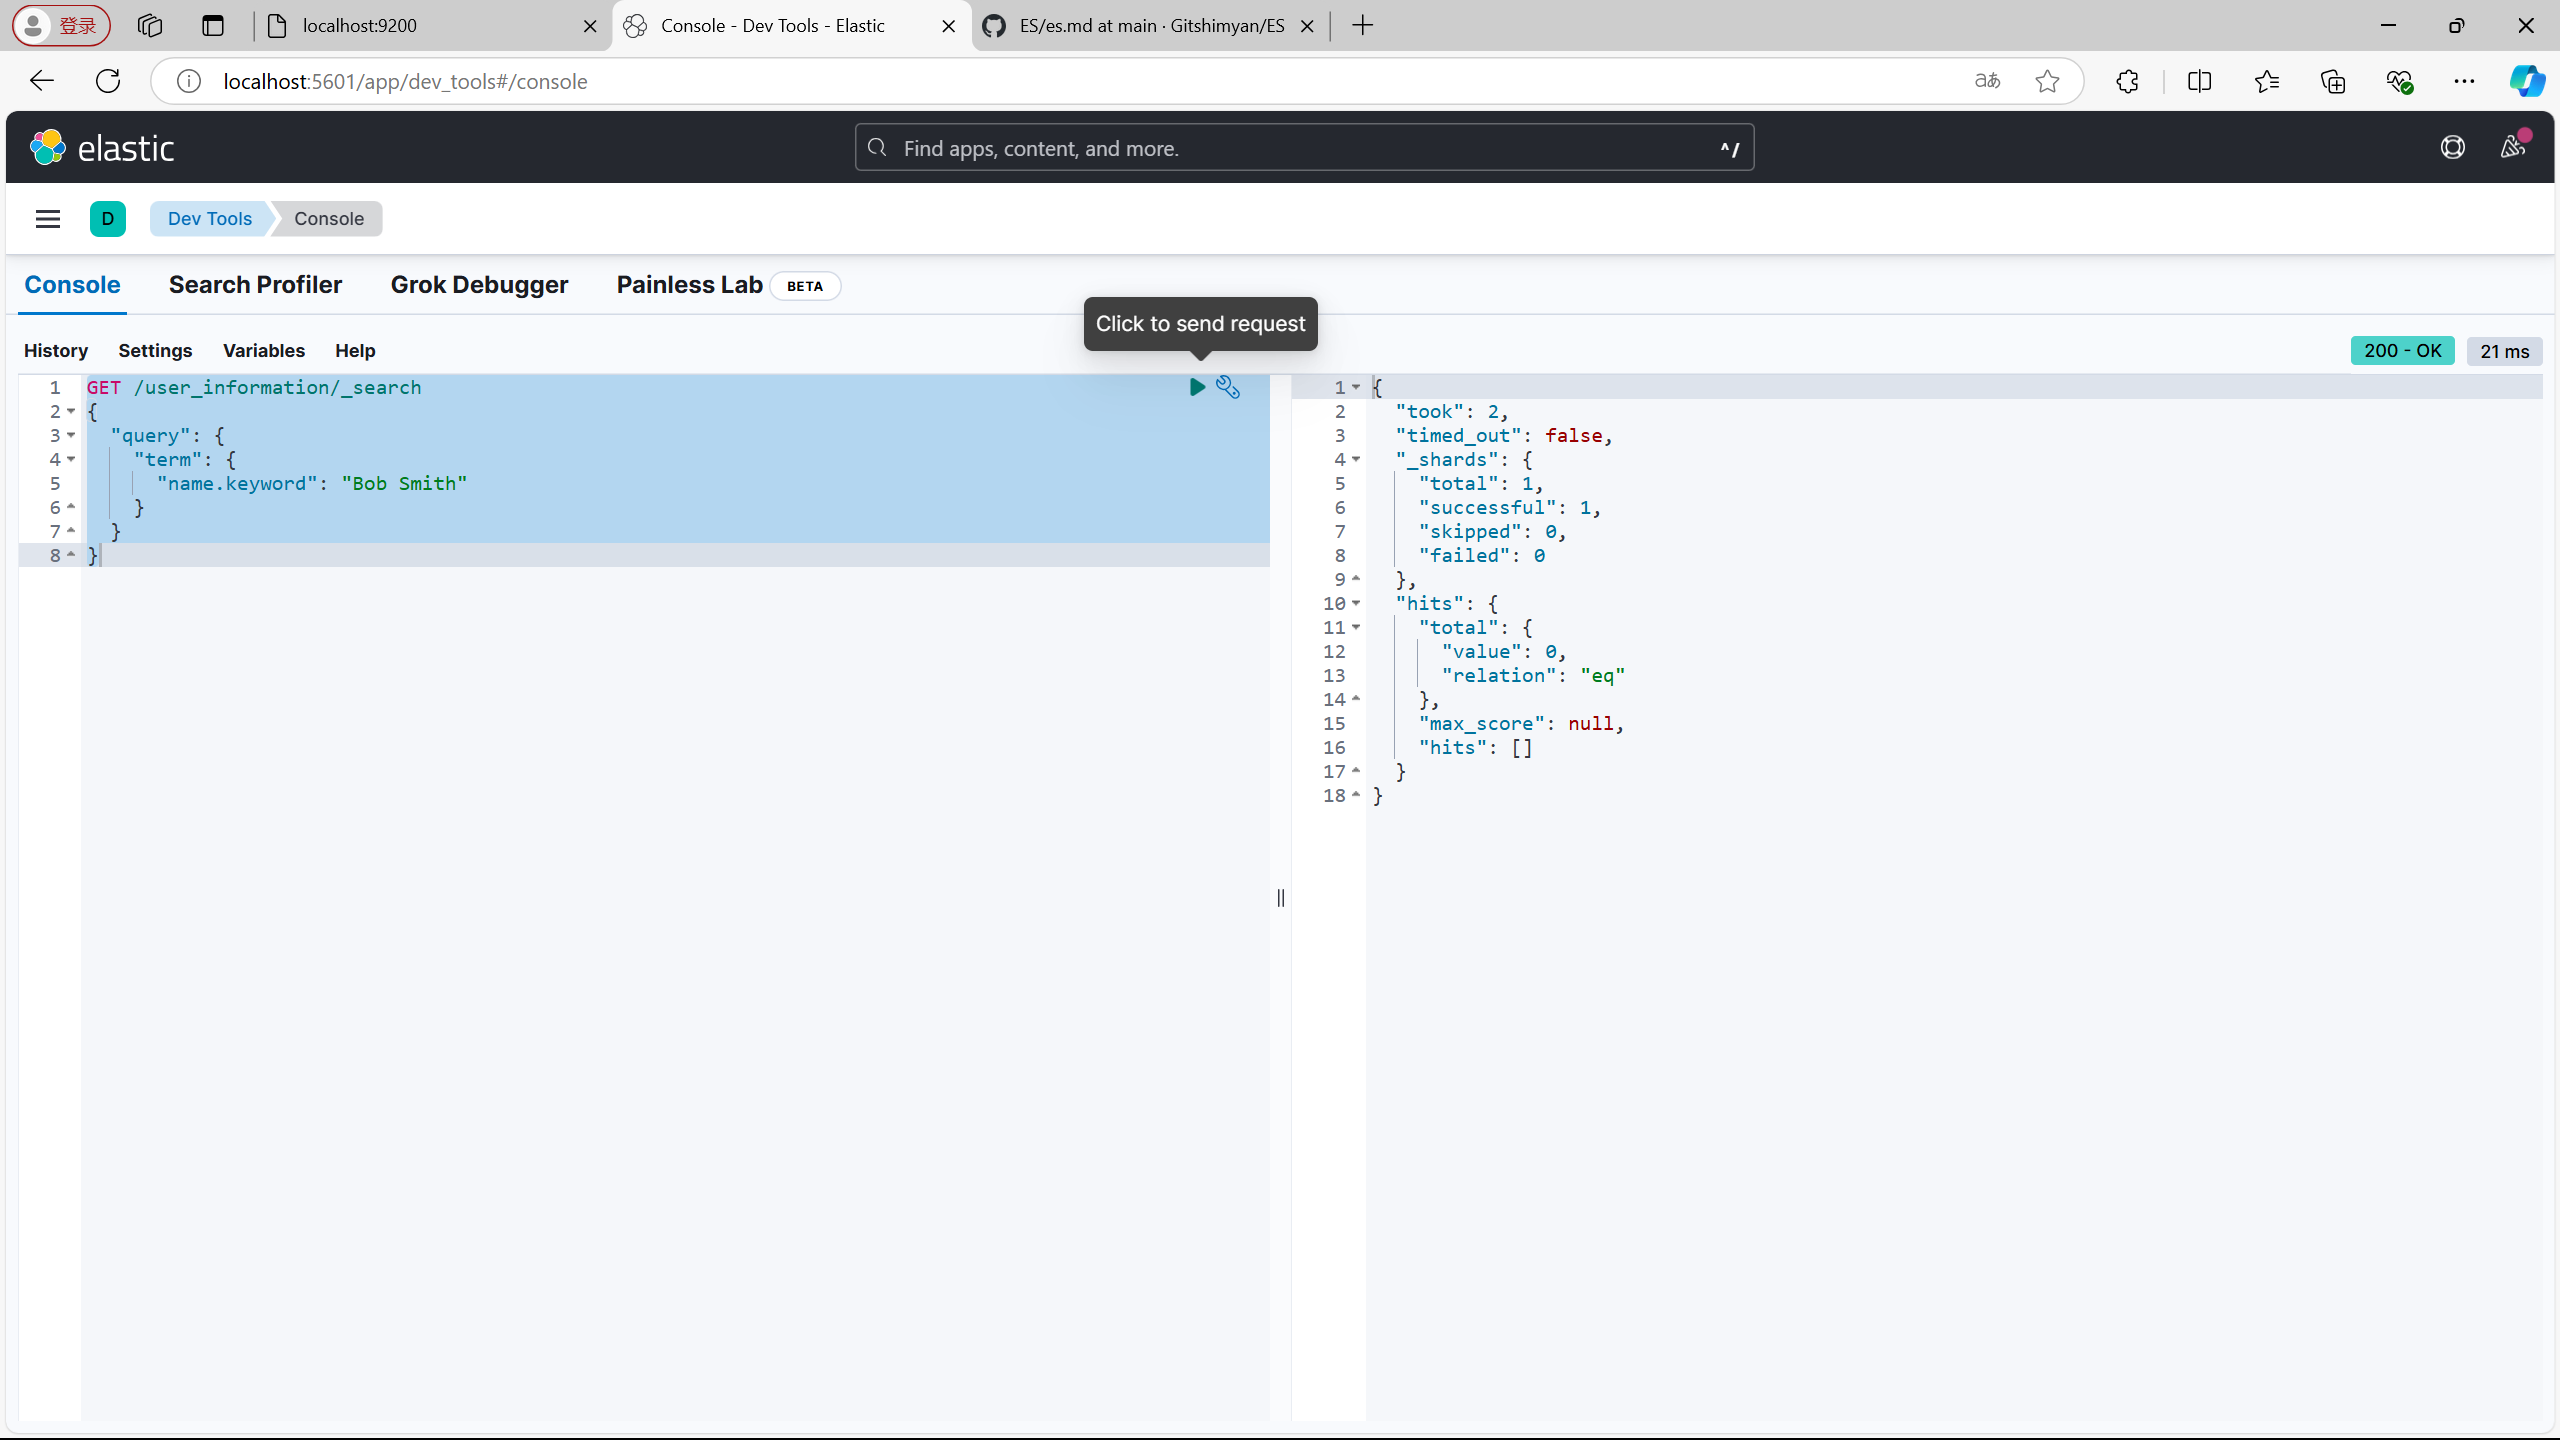 登录
localhost:9200
Console - Dev Tools - Elastic
ES/es.md at main · Gitshimyan/ES
localhost:5601/app/dev_tools#/console
aあ
elastic
Find apps, content, and more.
^/
D
Dev Tools
Console
Console
Search Profiler
Grok Debugger
Painless Lab
BETA
Click to send request
History
Settings
Variables
Help
200 - OK
21 ms
1 GET /user_information/_search
2 {
3 "query": {
4 "term": {
5 "name.keyword": "Bob Smith"
6 }
7 }
8 }
1 {
2 "took": 2,
3 "timed_out": false,
4 "_shards": {
5 "total": 1,
6 "successful": 1,
7 "skipped": 0,
8 "failed": 0
9 },
10 "hits": {
11 "total": {
12 "value": 0,
13 "relation": "eq"
14 },
15 "max_score": null,
16 "hits": []
17 }
18 }